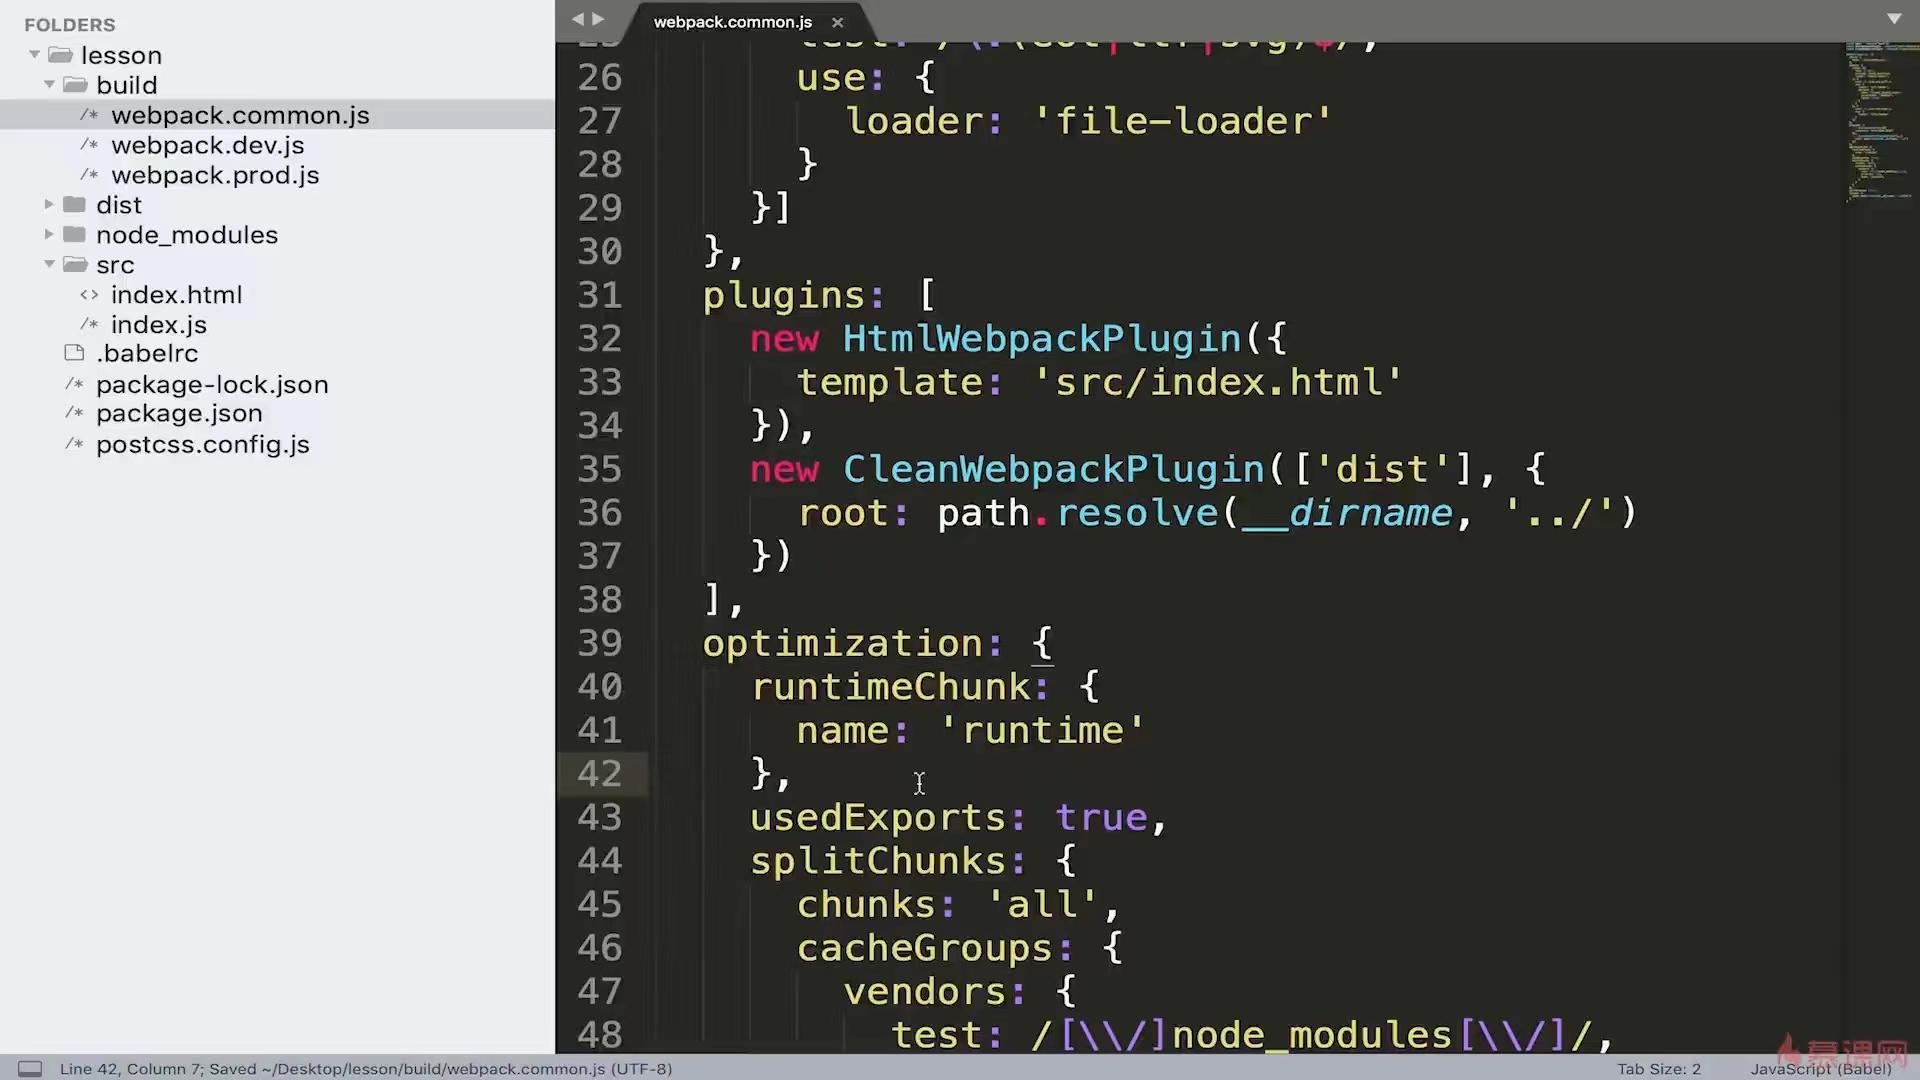 FOLDERS
lesson
build
webpack.common.js
webpack.dev.js
webpack.prod.js
dist
node_modules
src
index.html
index.js
.babelrc
package-lock.json
package.json
postcss.config.js
webpack.common.js ×
26 use: {
27 loader: 'file-loader'
28 }
29 }]
30 },
31 plugins: [
32 new HtmlWebpackPlugin({
33 template: 'src/index.html'
34 }),
35 new CleanWebpackPlugin(['dist'], {
36 root: path.resolve(__dirname, '../')
37 })
38 ],
39 optimization: {
40 runtimeChunk: {
41 name: 'runtime'
42 },
43 usedExports: true,
44 splitChunks: {
45 chunks: 'all',
46 cacheGroups: {
47 vendors: {
48 test: /[\\/]node_modules[\\/]/,
Line 42, Column 7; Saved ~/Desktop/lesson/build/webpack.common.js (UTF-8)
Tab Size: 2
JavaScript (Babel)
慕课网